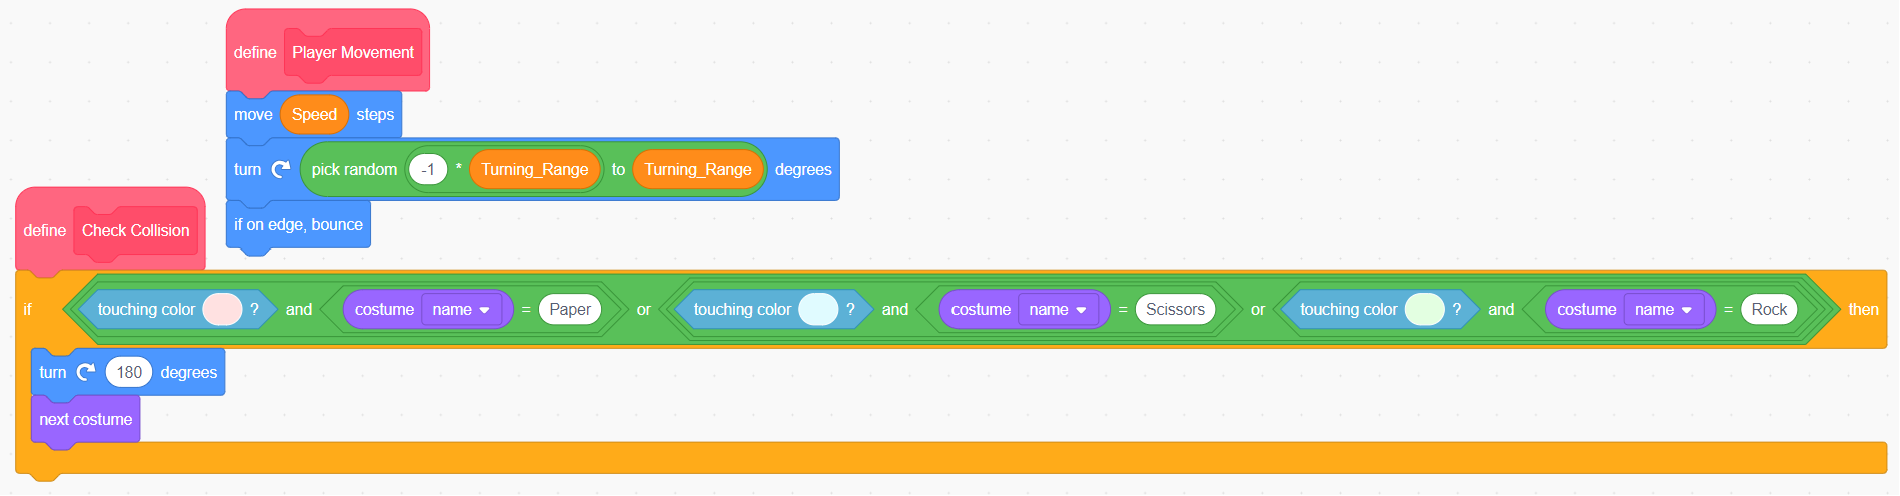 define Player Movement
move Speed steps
turn pick random -1 * Turning_Range to Turning_Range degrees
if on edge, bounce
define Check Collision
if touching color ? and costume name = Paper or touching color ? and costume name = Scissors or touching color ? and costume name = Rock then
turn 180 degrees
next costume